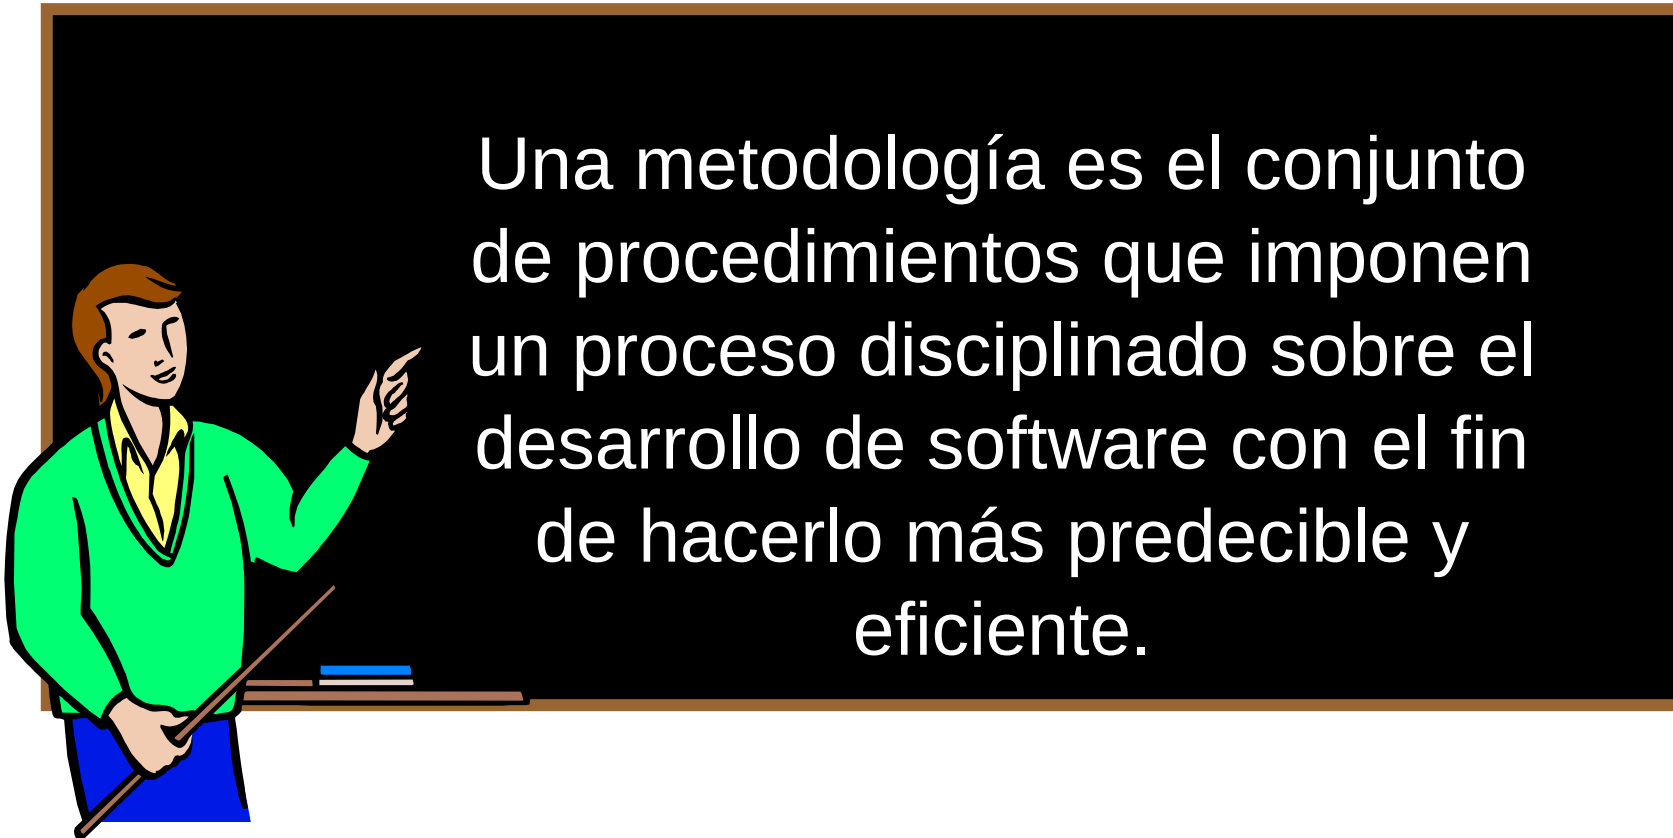 Una metodología es el conjunto
de procedimientos que imponen
un proceso disciplinado sobre el
desarrollo de software con el fin
de hacerlo más predecible y
eficiente.